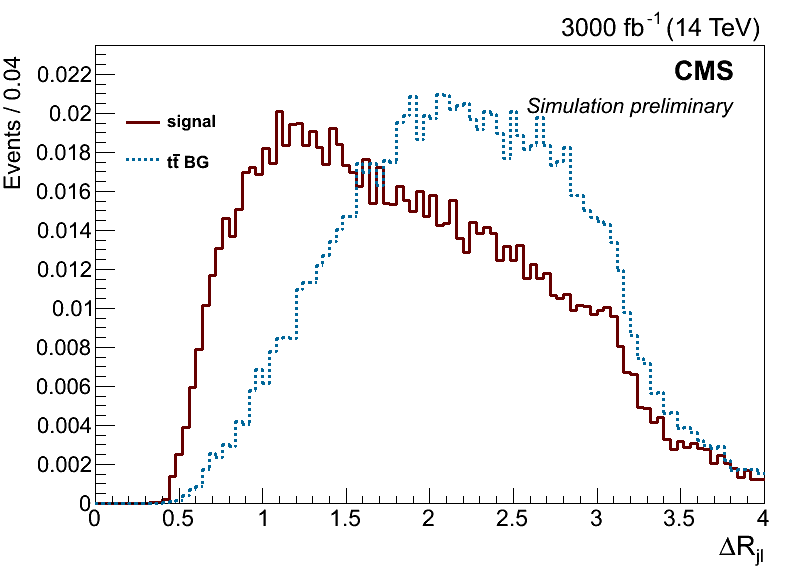 3000 fb⁻¹ (14 TeV)
CMS
Simulation preliminary
signal
tt̄ BG
Events / 0.04
0.022
0.02
0.018
0.016
0.014
0.012
0.01
0.008
0.006
0.004
0.002
0
0 0.5 1 1.5 2 2.5 3 3.5 4
ΔR_jl